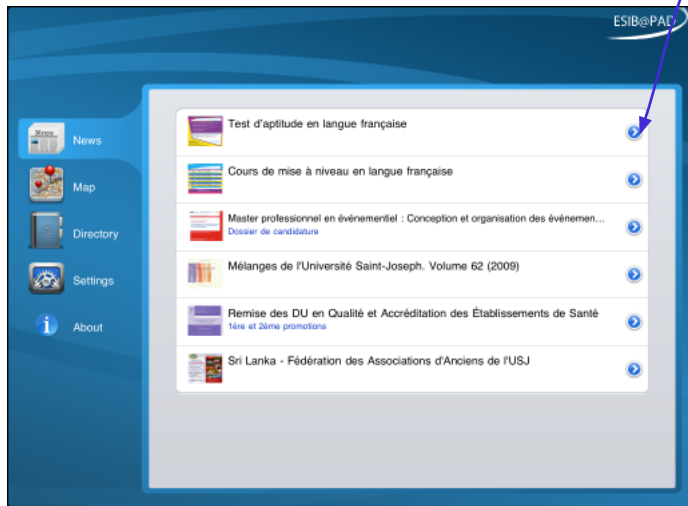 ESIB@PAD
News
News
Map
Directory
Settings
About
Test d'aptitude en langue française
Cours de mise à niveau en langue française
Master professionnel en événementiel : Conception et organisation des événemen...
Dossier de candidature
Mélanges de l'Université Saint-Joseph. Volume 62 (2009)
Remise des DU en Qualité et Accréditation des Établissements de Santé
1ère et 2ème promotions
Sri Lanka - Fédération des Associations d'Anciens de l'USJ